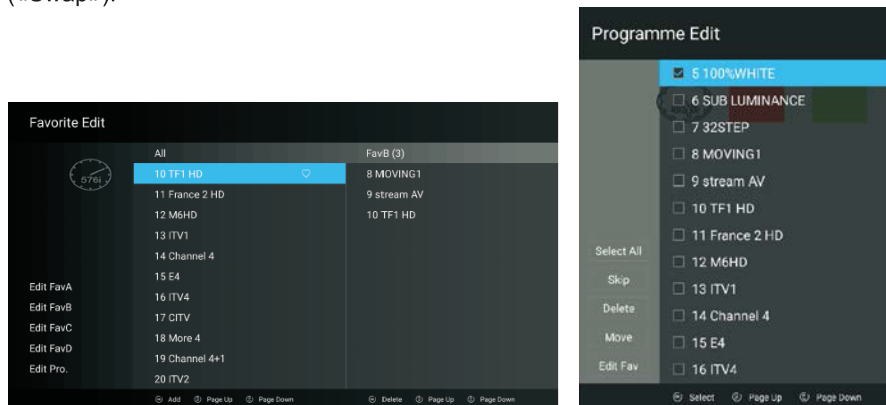 ("Swap").
Favorite Edit
576i
Edit FavA
Edit FavB
Edit FavC
Edit FavD
Edit Pro.
All
10 TF1 HD
11 France 2 HD
12 M6HD
13 ITV1
14 Channel 4
15 E4
16 ITV4
17 CITV
18 More 4
19 Channel 4+1
20 ITV2
Add Page Up Page Down
FavB (3)
8 MOVING1
9 stream AV
10 TF1 HD
Delete Page Up Page Down
Programme Edit
Select All
Skip
Delete
Move
Edit Fav
5 100%WHITE
6 SUB LUMINANCE
7 32STEP
8 MOVING1
9 stream AV
10 TF1 HD
11 France 2 HD
12 M6HD
13 ITV1
14 Channel 4
15 E4
16 ITV4
Select Page Up Page Down